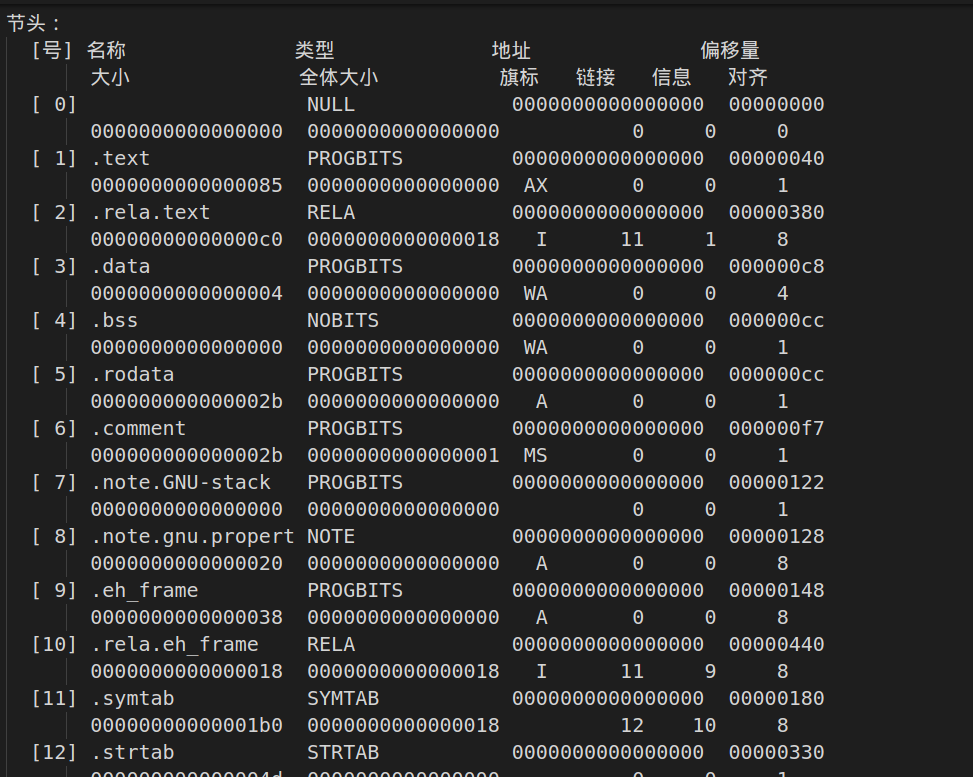 节头：
[号] 名称 类型 地址 偏移量
大小 全体大小 旗标 链接 信息 对齐
[ 0] NULL 0000000000000000 00000000
0000000000000000 0000000000000000 0 0 0
[ 1] .text PROGBITS 0000000000000000 00000040
0000000000000085 0000000000000000 AX 0 0 1
[ 2] .rela.text RELA 0000000000000000 00000380
00000000000000c0 0000000000000018 I 11 1 8
[ 3] .data PROGBITS 0000000000000000 000000c8
0000000000000004 0000000000000000 WA 0 0 4
[ 4] .bss NOBITS 0000000000000000 000000cc
0000000000000000 0000000000000000 WA 0 0 1
[ 5] .rodata PROGBITS 0000000000000000 000000cc
000000000000002b 0000000000000000 A 0 0 1
[ 6] .comment PROGBITS 0000000000000000 000000f7
000000000000002b 0000000000000001 MS 0 0 1
[ 7] .note.GNU-stack PROGBITS 0000000000000000 00000122
0000000000000000 0000000000000000 0 0 1
[ 8] .note.gnu.propert NOTE 0000000000000000 00000128
0000000000000020 0000000000000000 A 0 0 8
[ 9] .eh_frame PROGBITS 0000000000000000 00000148
0000000000000038 0000000000000000 A 0 0 8
[10] .rela.eh_frame RELA 0000000000000000 00000440
0000000000000018 0000000000000018 I 11 9 8
[11] .symtab SYMTAB 0000000000000000 00000180
00000000000001b0 0000000000000018 12 10 8
[12] .strtab STRTAB 0000000000000000 00000330